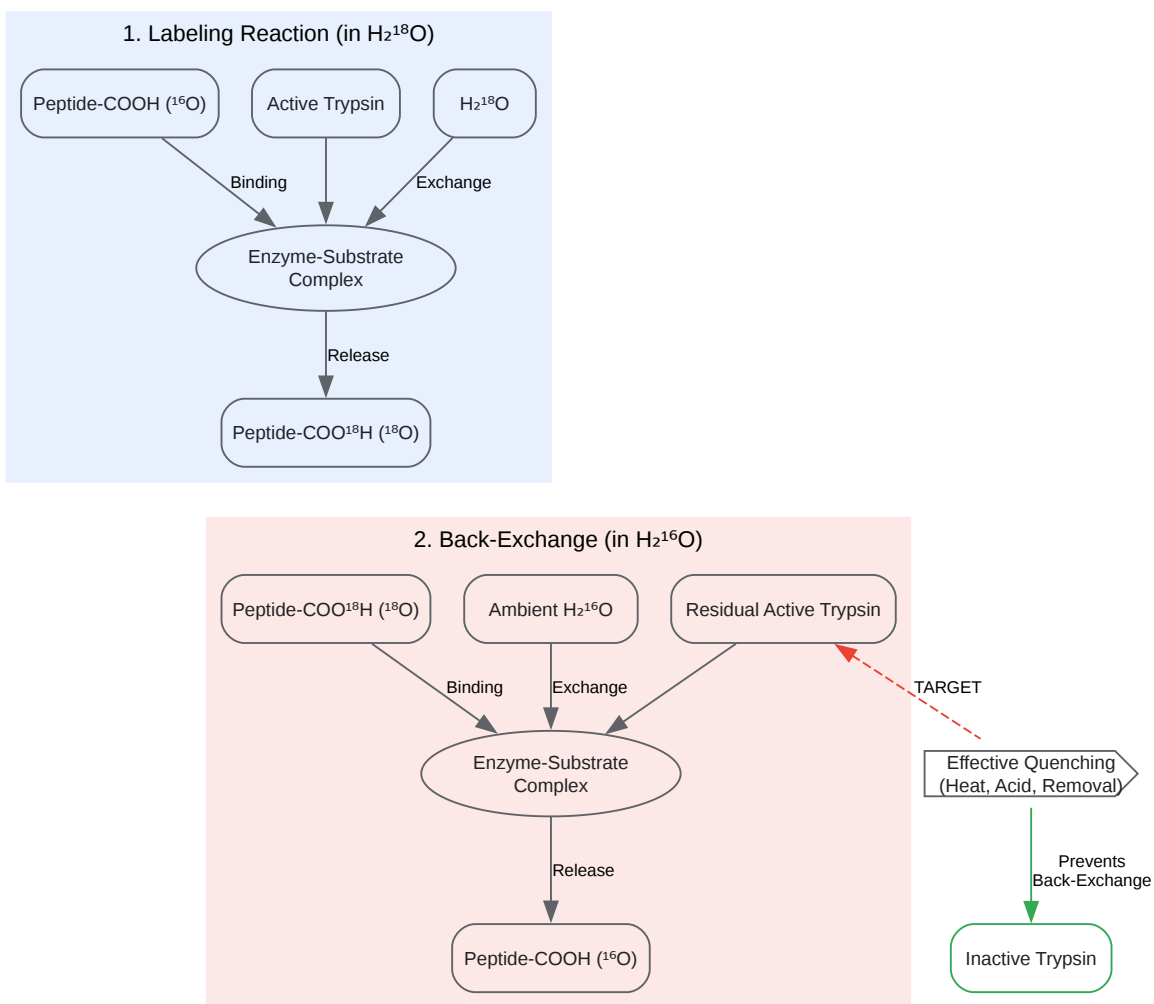 1. Labeling Reaction (in H₂¹⁸O)
Peptide-COOH (¹⁶O)
Active Trypsin
H₂¹⁸O
Binding
Exchange
Enzyme-Substrate
Complex
Release
Peptide-COO¹⁸H (¹⁸O)
2. Back-Exchange (in H₂¹⁶O)
Peptide-COO¹⁸H (¹⁸O)
Ambient H₂¹⁶O
Residual Active Trypsin
Binding
Exchange
TARGET
Enzyme-Substrate
Complex
Effective Quenching
(Heat, Acid, Removal)
Release
Prevents
Back-Exchange
Peptide-COOH (¹⁶O)
Inactive Trypsin